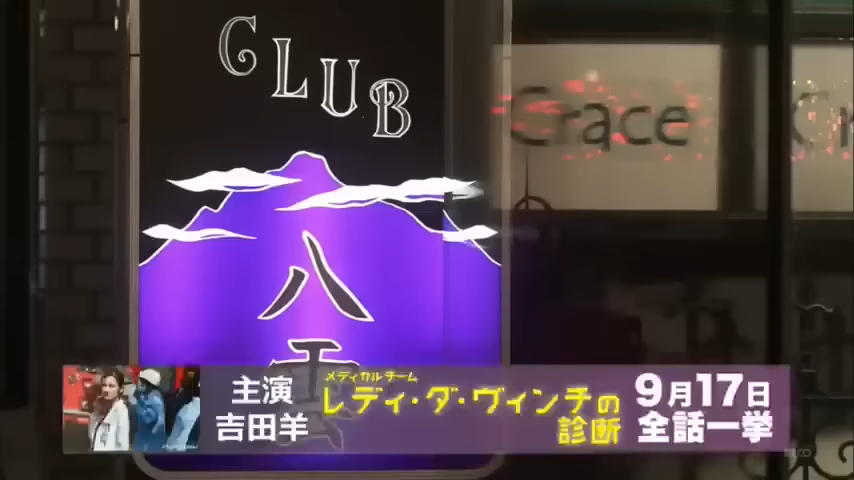 CLUB
Grace
八雲
主演
吉田羊
メディカルチーム
レディ・ダ・ヴィンチの
診断
9月17日
全話一挙